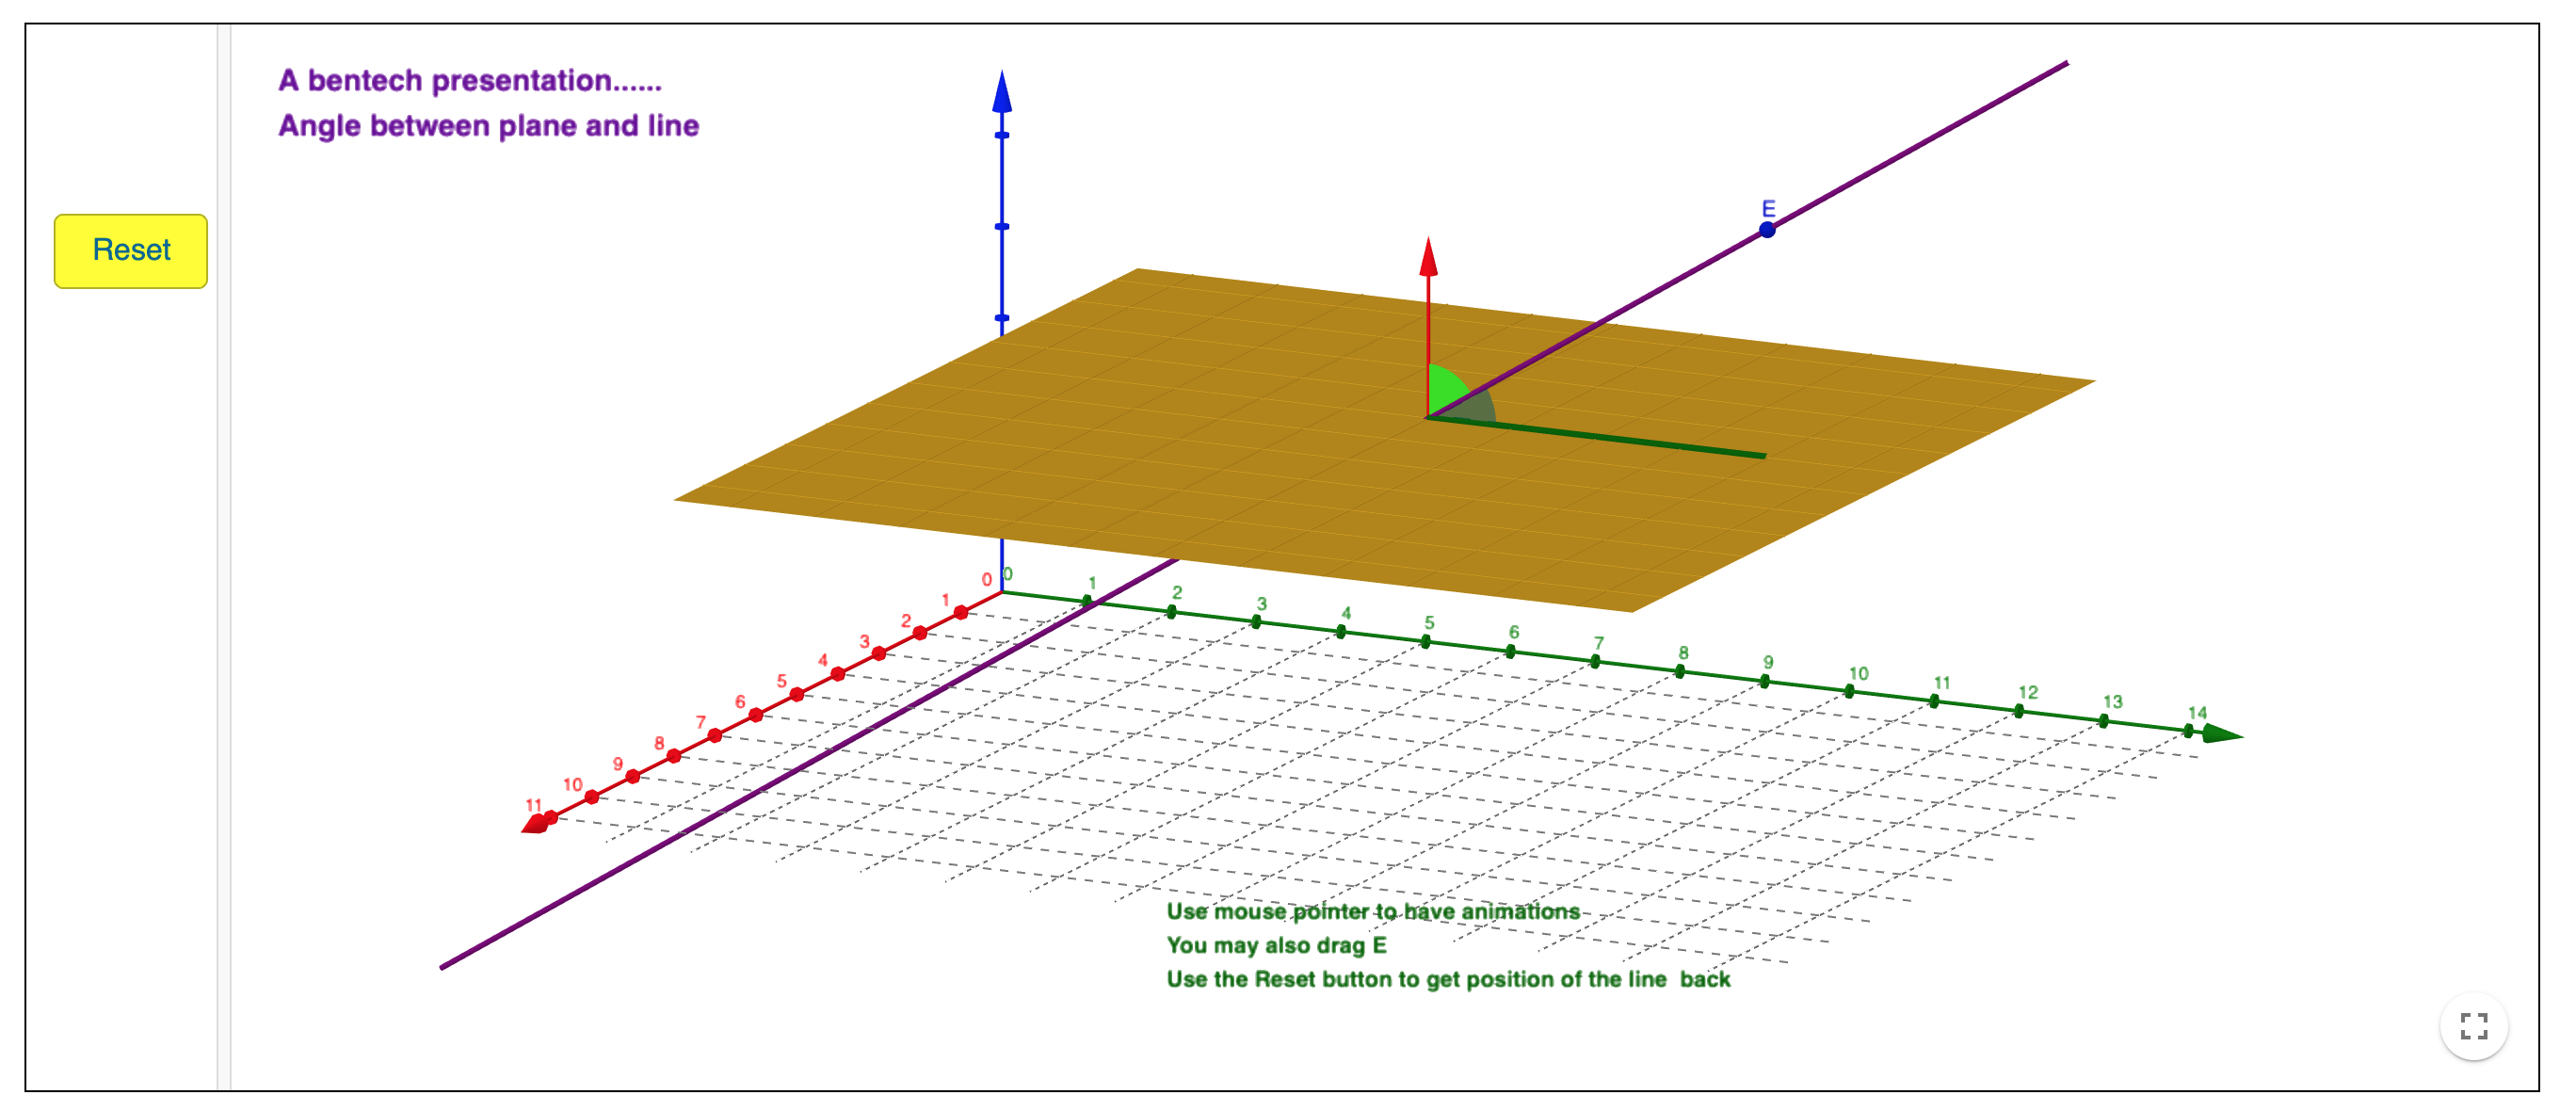 A bentech presentation......
Angle between plane and line
Reset
E
0 0
1 2 3 4 5 6 7 8 9 10 11 12 13 14
1 2 3 4 5 6 7 8 9 10 11
Use mouse pointer to have animations
You may also drag E
Use the Reset button to get position of the line back